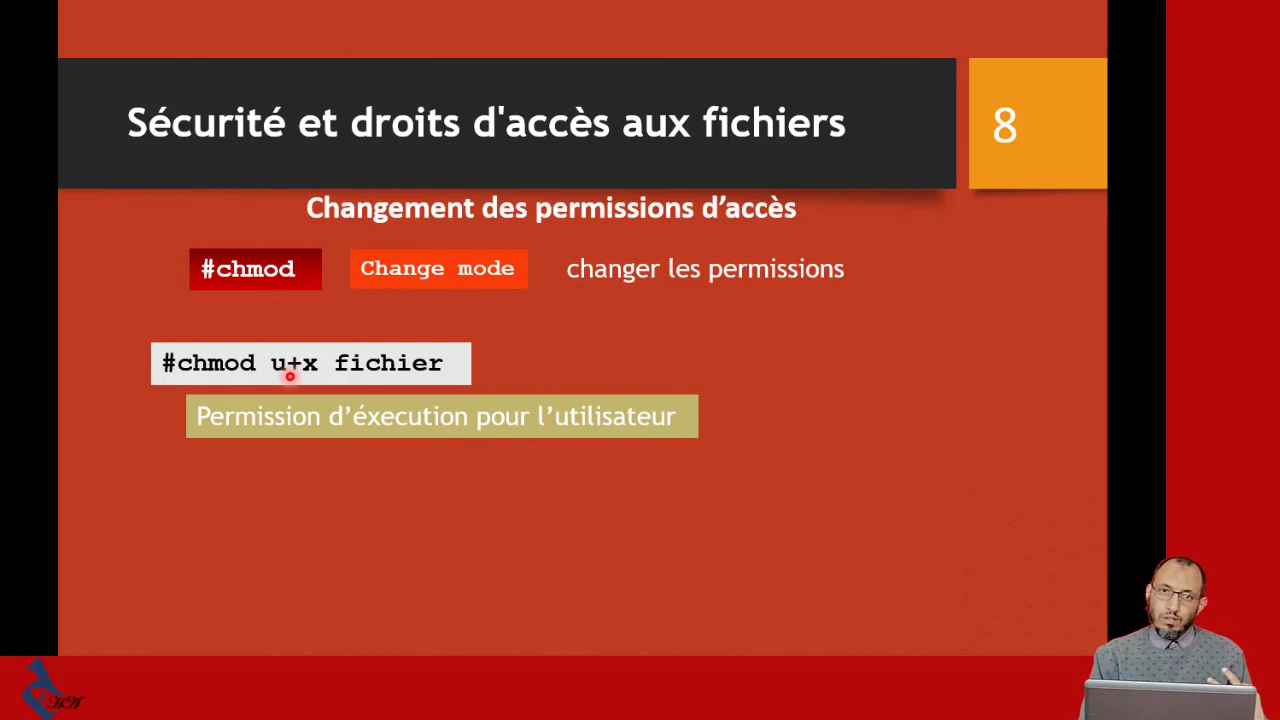 Sécurité et droits d'accès aux fichiers
8
Changement des permissions d’accès
#chmod Change mode changer les permissions
#chmod u+x fichier
Permission d’éxecution pour l’utilisateur